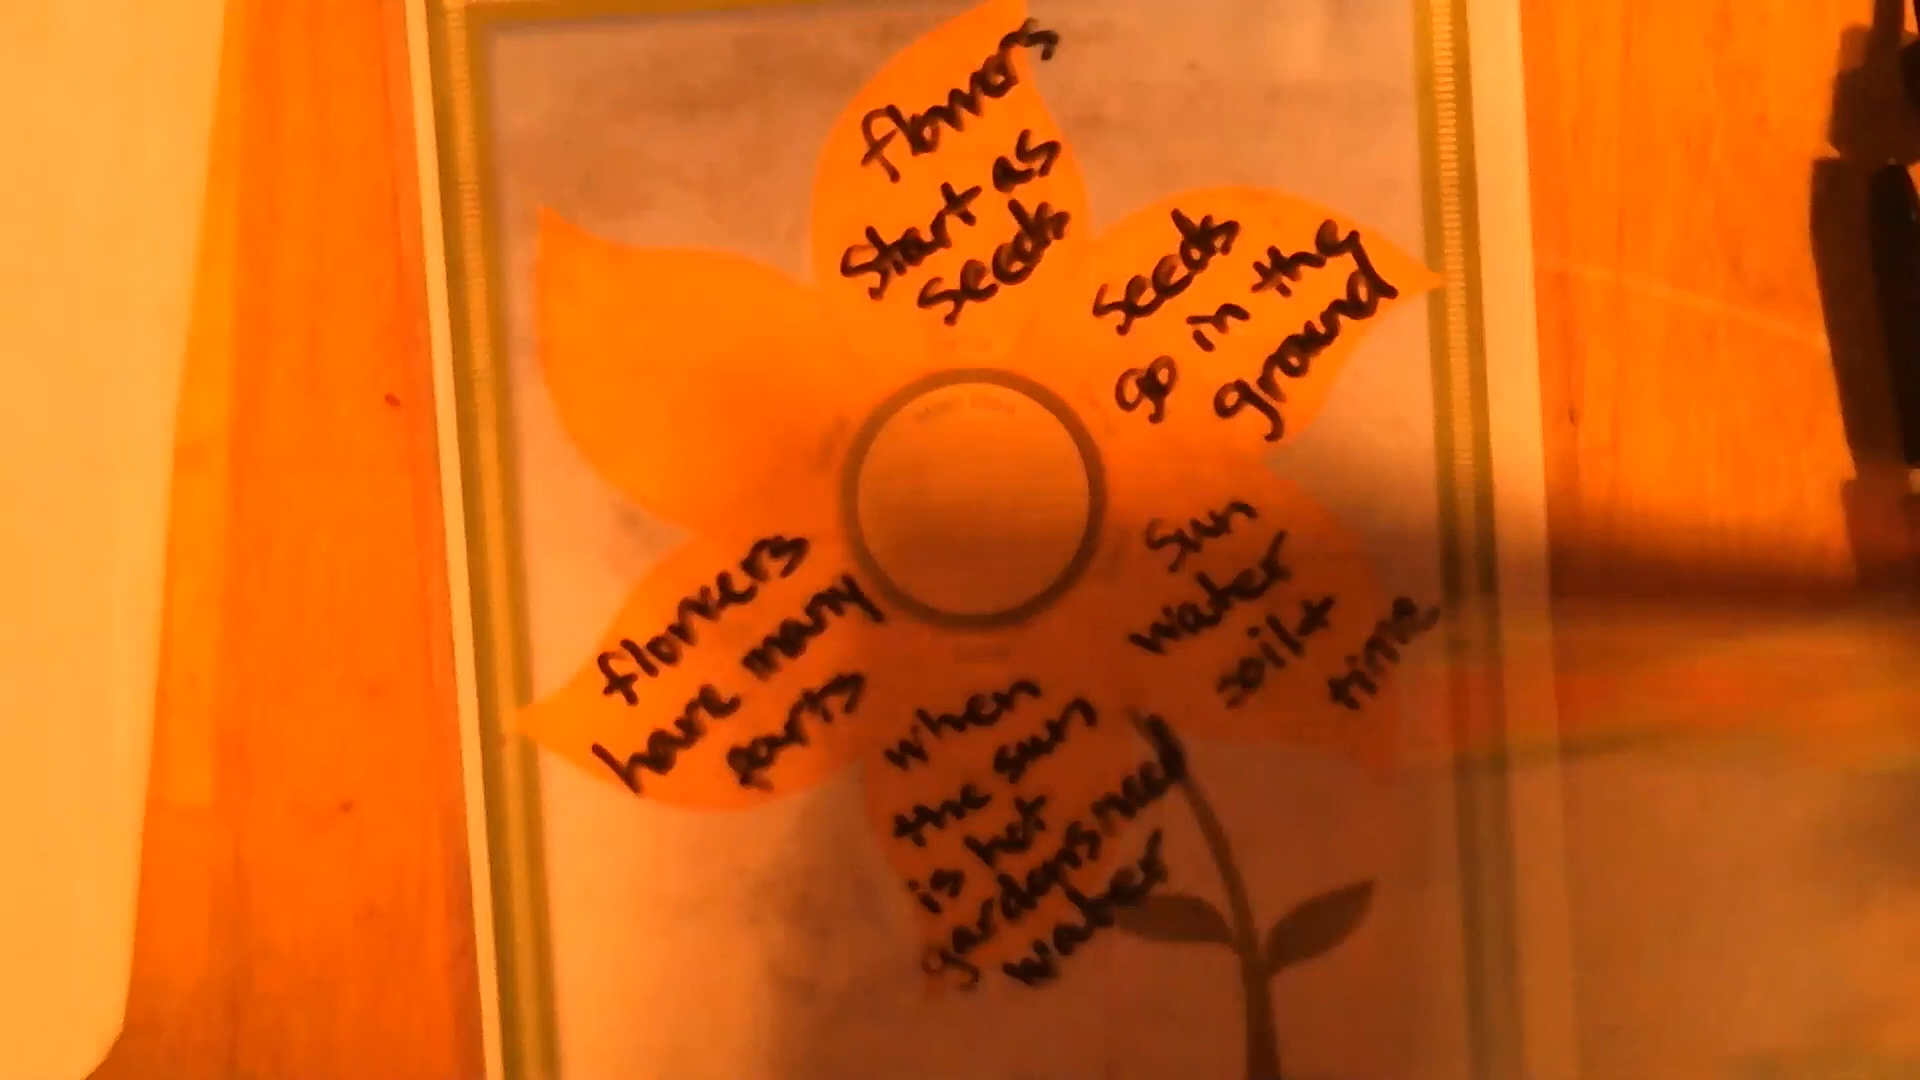 flowers
start as
seeds
seeds
go in the
ground
sun
water
soil +
time
when
the sun
is hot
gardens need
water
flowers
have many
parts